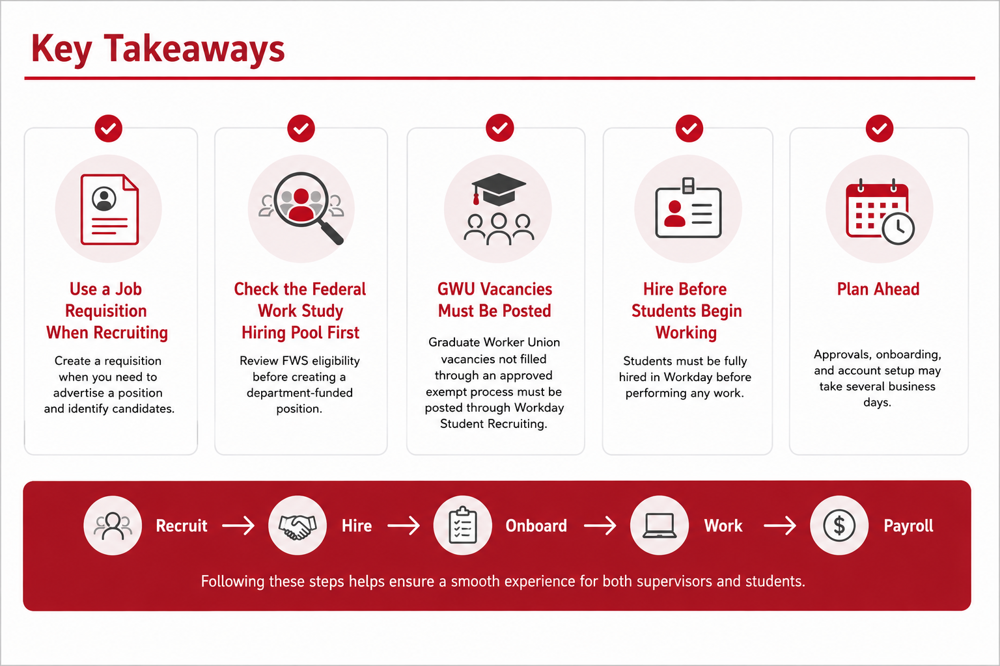 Key Takeaways
Use a Job
Requisition
When Recruiting
Create a requisition
when you need to
advertise a position
and identify candidates.
Check the Federal
Work Study
Hiring Pool First
Review FWS eligibility
before creating a
department-funded
position.
GWU Vacancies
Must Be Posted
Graduate Worker Union
vacancies not filled
through an approved
exempt process must be
posted through Workday
Student Recruiting.
Hire Before
Students Begin
Working
Students must be fully
hired in Workday before
performing any work.
Plan Ahead
Approvals, onboarding,
and account setup may
take several business
days.
Recruit
Hire
Onboard
Work
$
Payroll
Following these steps helps ensure a smooth experience for both supervisors and students.